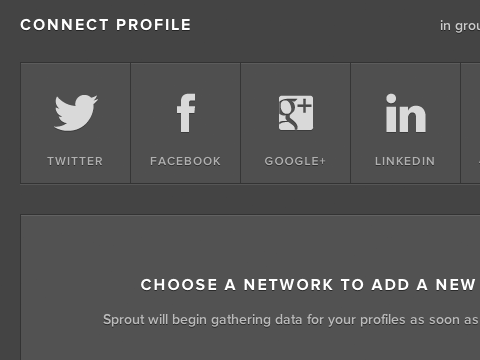 CONNECT PROFILE
in
TWITTER FACEBOOK GOOGLE+ LINKEDIN
CHOOSE A NETWORK TO ADD A NEW
Sprout will begin gathering data for your profiles as soon as